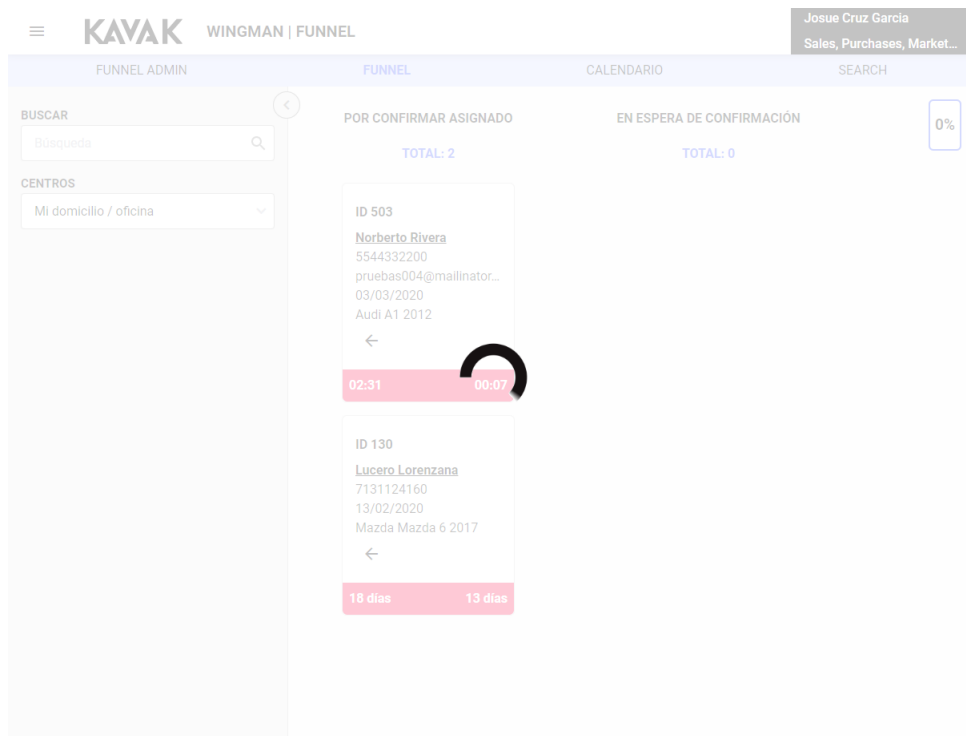 KAVAK WINGMAN | FUNNEL
Josue Cruz Garcia
Sales, Purchases, Market...
FUNNEL ADMIN FUNNEL CALENDARIO SEARCH
BUSCAR
Búsqueda
CENTROS
Mi domicilio / oficina
POR CONFIRMAR ASIGNADO
TOTAL: 2
ID 503
Norberto Rivera
5544332200
pruebas004@mailinator...
03/03/2020
Audi A1 2012
02:31 00:07
ID 130
Lucero Lorenzana
7131124160
13/02/2020
Mazda Mazda 6 2017
18 días 13 días
EN ESPERA DE CONFIRMACIÓN
TOTAL: 0
0%